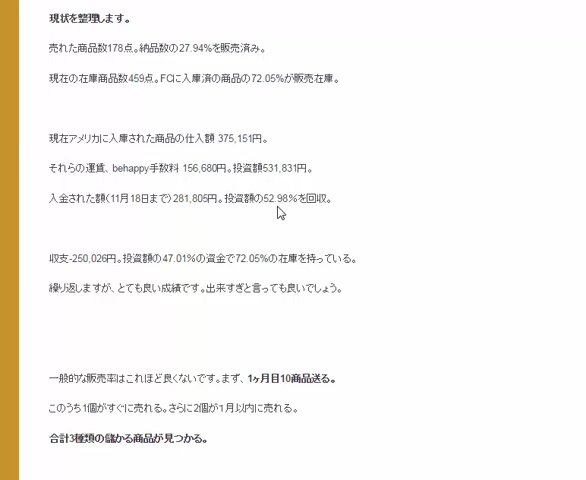 現状を整理します。
売れた商品数178点。納品数の27.94%を販売済み。
現在の在庫商品数459点。FCに入庫済の商品の72.05%が販売在庫。
現在アメリカに入庫された商品の仕入額 375,151円。
それらの運賃、behappy手数料 156,680円。投資額531,831円。
入金された額(11月18日まで)281,805円。投資額の52.98%を回収。
収支-250,026円。投資額の47.01%の資金で72.05%の在庫を持っている。
繰り返しますが、とても良い成績です。出来すぎと言っても良いでしょう。
一般的な販売率はこれほど良くないです。まず、1ヶ月目10商品送る。
このうち1個がすぐに売れる。さらに2個が1月以内に売れる。
合計3種類の儲かる商品が見つかる。